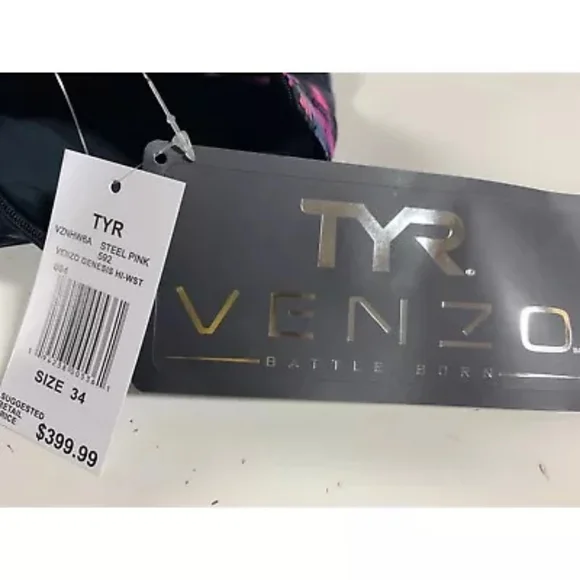 TYR
VZNHW6A STEEL PINK
592
VENZO GENESIS HI-WST
SIZE 34
SUGGESTED
RETAIL
PRICE
$399.99
TYR
VENZO
BATTLE BORN